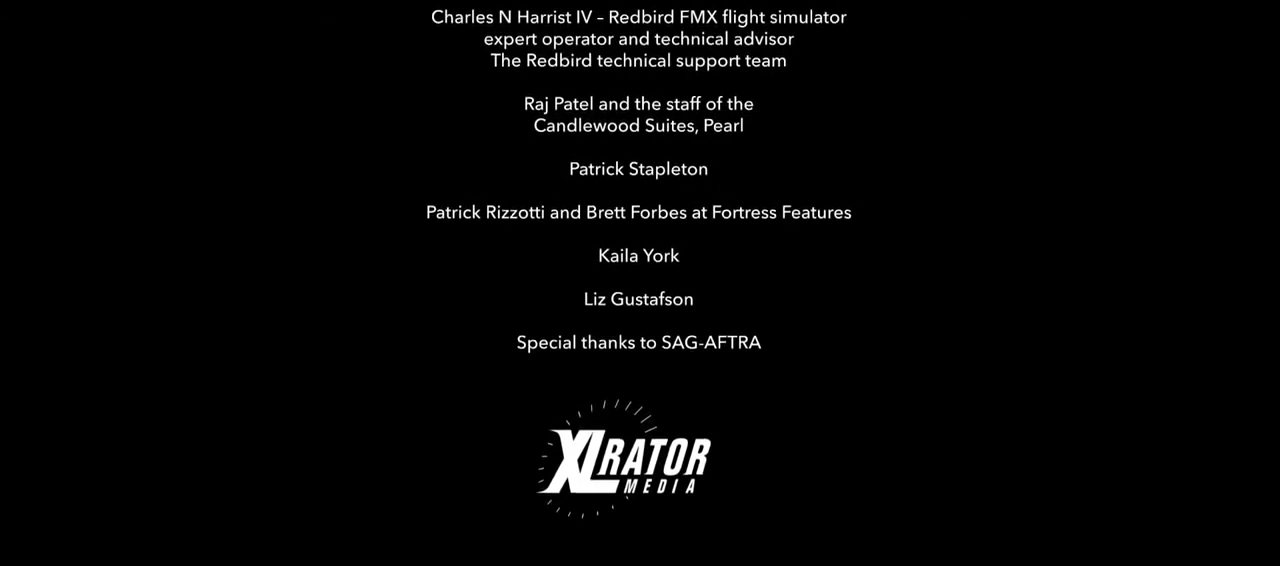 Charles N Harrist IV – Redbird FMX flight simulator
expert operator and technical advisor
The Redbird technical support team
Raj Patel and the staff of the
Candlewood Suites, Pearl
Patrick Stapleton
Patrick Rizzotti and Brett Forbes at Fortress Features
Kaila York
Liz Gustafson
Special thanks to SAG-AFTRA
XLRATOR
MEDIA